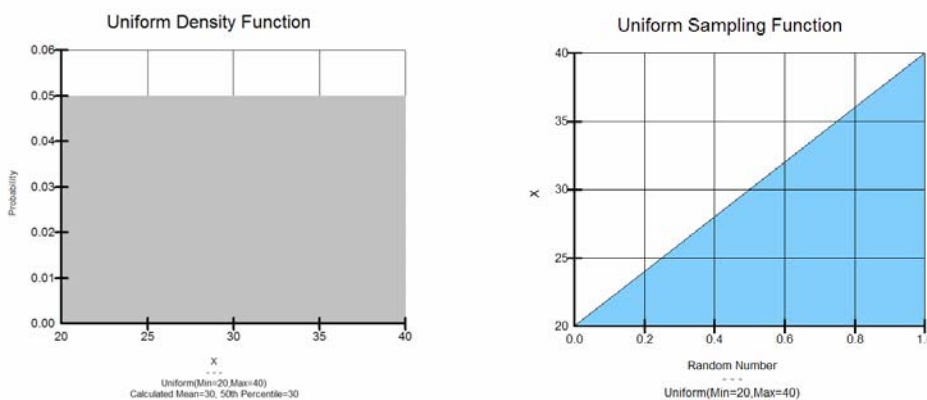 Uniform Density Function
0.06
0.05
0.04
0.03
0.02
0.01
0.00
Probability
20 25 30 35 40
X
- - -
Uniform(Min=20,Max=40)
Calculated Mean=30, 50th Percentile=30
Uniform Sampling Function
40
35
30
25
20
X
0.0 0.2 0.4 0.6 0.8 1.
Random Number
- - -
Uniform(Min=20,Max=40)